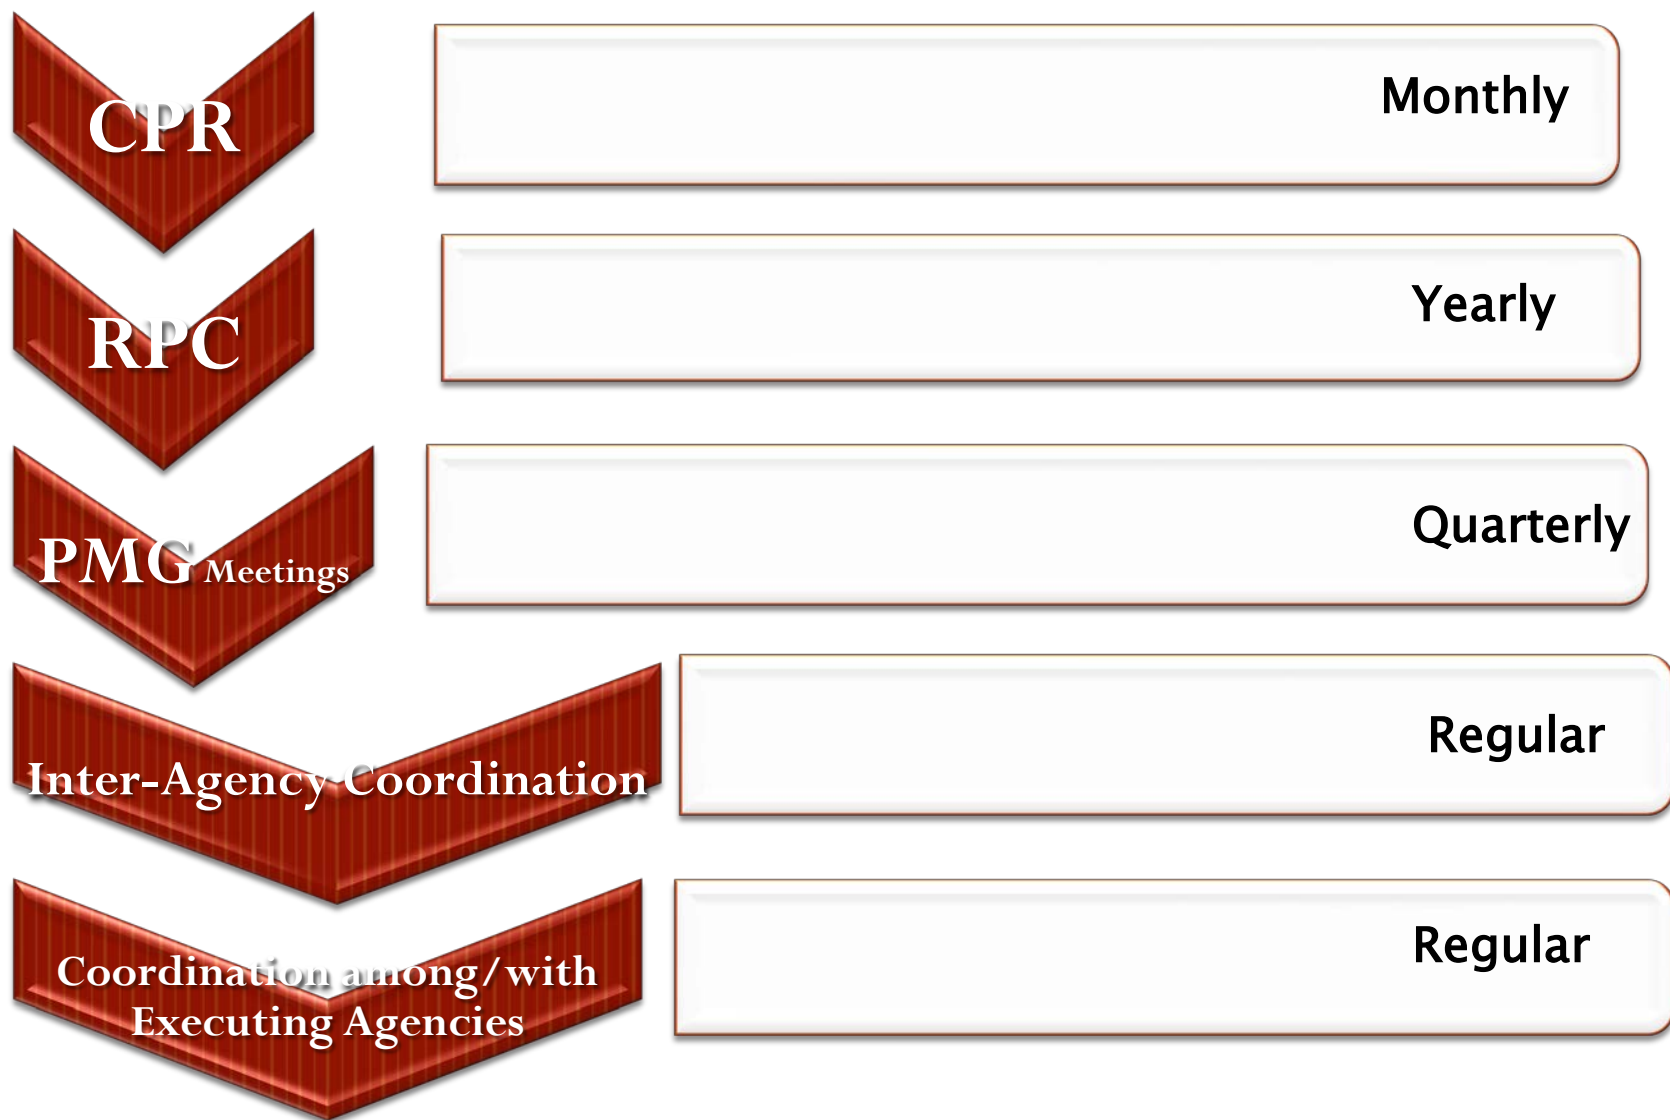 CPR
Monthly
RPC
Yearly
PMG Meetings
Quarterly
Inter-Agency Coordination
Regular
Coordination among/with
Executing Agencies
Regular